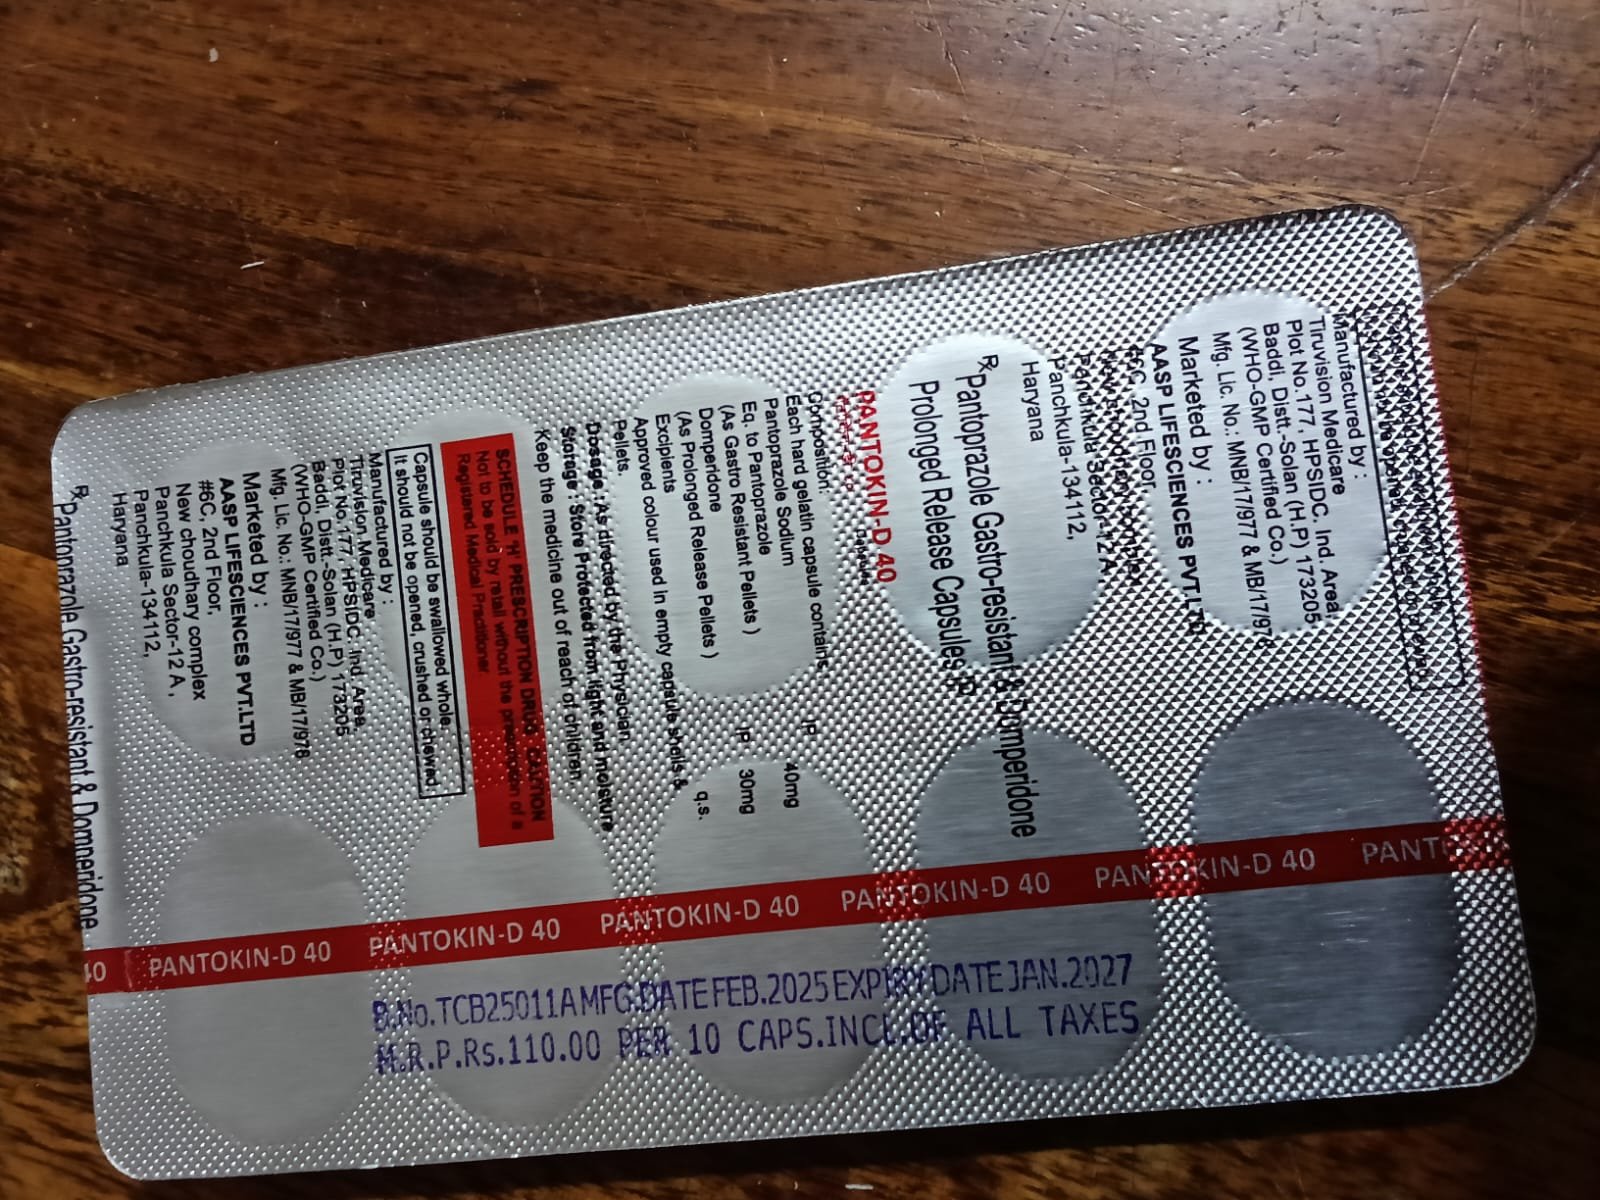 Manufactured by :
Tiruvision Medicare
Plot No.177, HPSIDC, Ind. Area,
Baddi, Distt.-Solan (H.P) 173205
(WHO-GMP Certified Co.)
Mfg. Lic. No.: MNB/17/977 & MB/17/978
Marketed by :
AASP LIFESCIENCES PVT.LTD
#6C, 2nd Floor,
New choudhary complex
Panchkula Sector-12 A ,
Panchkula-134112,
Haryana
Rx Pantoprazole Gastro-resistant & Domperidone
Prolonged Release Capsules IP
PANTOKIN-D 40
Capsules
Composition:
Each hard gelatin capsule contains
Pantoprazole Sodium IP
Eq. to Pantoprazole 40mg
(As Gastro Resistant Pellets )
Domperidone IP 30mg
(As Prolonged Release Pellets )
Excipients q.s.
Approved colour used in empty capsule shells &
Pellets.
Dosage : As directed by the Physician.
Storage : Store Protected from light and moisture
Keep the medicine out of reach of children.
SCHEDULE 'H' PRESCRIPTION DRUG CAUTION
Not to be sold by retail without the prescription of a
Registered Medical Practitioner
Capsule should be swallowed whole.
It should not be opened, crushed or chewed.
Manufactured by :
Tiruvision Medicare
Plot No.177, HPSIDC, Ind. Area,
Baddi, Distt.-Solan (H.P) 173205
(WHO-GMP Certified Co.)
Mfg. Lic. No.: MNB/17/977 & MB/17/978
Marketed by :
AASP LIFESCIENCES PVT.LTD
#6C, 2nd Floor,
New choudhary complex
Panchkula Sector-12 A ,
Panchkula-134112,
Haryana
Rx Pantoprazole Gastro-resistant & Domperidone
40 PANTOKIN-D 40 PANTOKIN-D 40 PANTOKIN-D 40 PANTOKIN-D 40 PANTOKIN-D 40
B.No.TCB25011A MFG.DATE FEB.2025 EXPIRY DATE JAN.2027
M.R.P.Rs.110.00 PER 10 CAPS.INCL.OF ALL TAXES